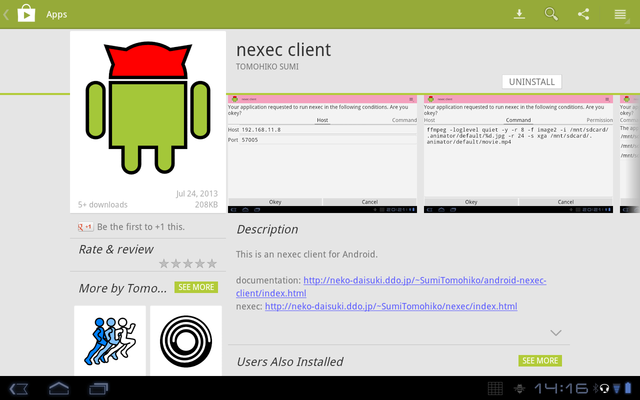 Apps
nexec client
TOMOHIKO SUMI
UNINSTALL
Your application requested to run nexec in the following conditions. Are you
okey?
Host
Command
Host 192.168.11.8
Port 57005
Okey
Cancel
Your application requested to run nexec in the following conditions. Are you
okey?
Host
Command
Permission
ffmpeg -loglevel quiet -y -r 8 -f image2 -i /mnt/sdcard/
.animator/default/%d.jpg -r 24 -s xga /mnt/sdcard/.
animator/default/movie.mp4
Okey
Cancel
Your
okey?
The app
/mnt/
/mnt/
Jul 24, 2013
5+ downloads
208KB
+1
Be the first to +1 this.
Rate & review
More by Tomo...
SEE MORE
Description
This is an nexec client for Android.
documentation: http://neko-daisuki.ddo.jp/~SumiTomohiko/android-nexec-
client/index.html
nexec: http://neko-daisuki.ddo.jp/~SumiTomohiko/nexec/index.html
Users Also Installed
SEE MORE
14:16